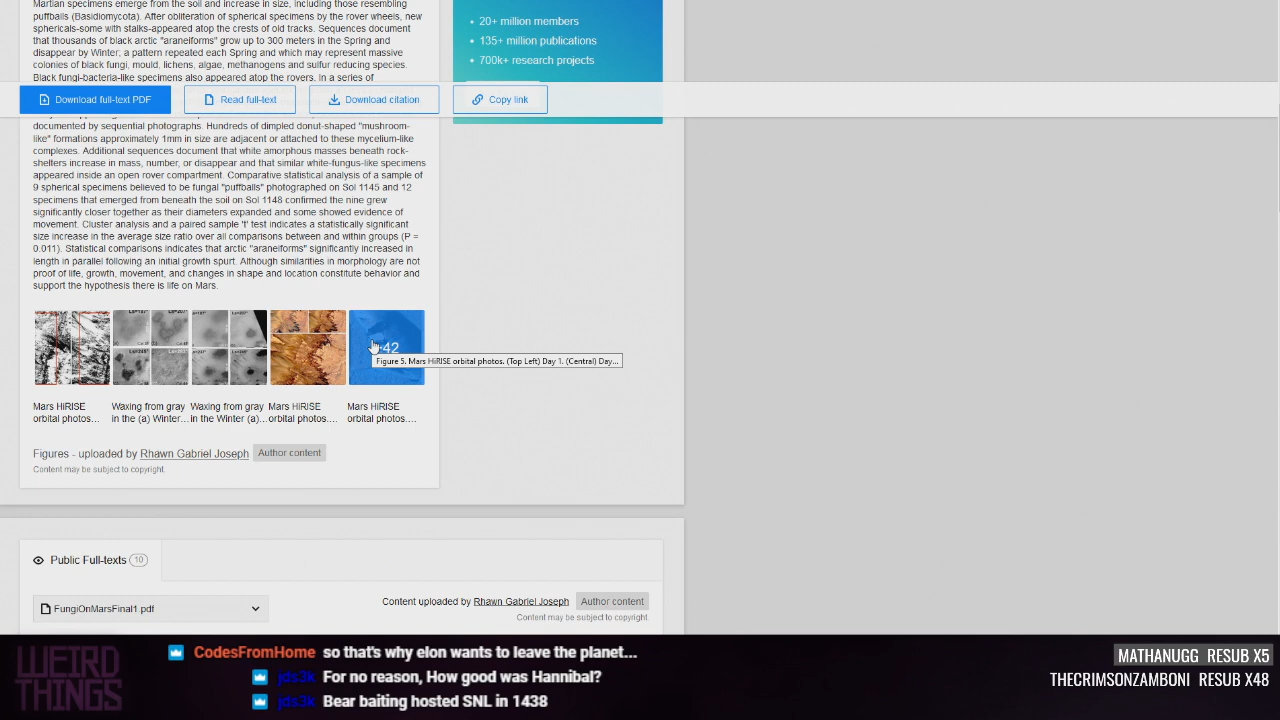 Martian specimens emerge from the soil and increase in size, including those resembling
puffballs (Basidiomycota). After obliteration of spherical specimens by the rover wheels, new
sphericals-some with stalks-appeared atop the crests of old tracks. Sequences document
that thousands of black arctic "araneiforms" grow up to 300 meters in the Spring and
disappear by Winter; a pattern repeated each Spring and which may represent massive
colonies of black fungi, mould, lichens, algae, methanogens and sulfur reducing species.
Black fungi-bacteria-like specimens also appeared atop the rovers. In a series of
• 20+ million members
• 135+ million publications
• 700k+ research projects
Download full-text PDF
Read full-text
Download citation
Copy link
documented by sequential photographs. Hundreds of dimpled donut-shaped "mushroom-
like" formations approximately 1mm in size are adjacent or attached to these mycelium-like
complexes. Additional sequences document that white amorphous masses beneath rock-
shelters increase in mass, number, or disappear and that similar white-fungus-like specimens
appeared inside an open rover compartment. Comparative statistical analysis of a sample of
9 spherical specimens believed to be fungal "puffballs" photographed on Sol 1145 and 12
specimens that emerged from beneath the soil on Sol 1148 confirmed the nine grew
significantly closer together as their diameters expanded and some showed evidence of
movement. Cluster analysis and a paired sample 't' test indicates a statistically significant
size increase in the average size ratio over all comparisons between and within groups (P =
0.011). Statistical comparisons indicates that arctic "araneiforms" significantly increased in
length in parallel following an initial growth spurt. Although similarities in morphology are not
proof of life, growth, movement, and changes in shape and location constitute behavior and
support the hypothesis there is life on Mars.
42
Figure 5. Mars HiRISE orbital photos. (Top Left) Day 1. (Central) Day...
Mars HiRISE
orbital photos...
Waxing from gray
in the (a) Winter...
Waxing from gray
in the Winter (a)...
Mars HiRISE
orbital photos....
Mars HiRISE
orbital photos....
Figures - uploaded by Rhawn Gabriel Joseph
Author content
Content may be subject to copyright.
Public Full-texts 10
FungiOnMarsFinal1.pdf
Content uploaded by Rhawn Gabriel Joseph
Author content
Content may be subject to copyright.
WEIRD
THINGS
CodesFromHome so that's why elon wants to leave the planet...
jds3k For no reason, How good was Hannibal?
jds3k Bear baiting hosted SNL in 1438
MATHANUGG RESUB X5
THECRIMSONZAMBONI RESUB X48